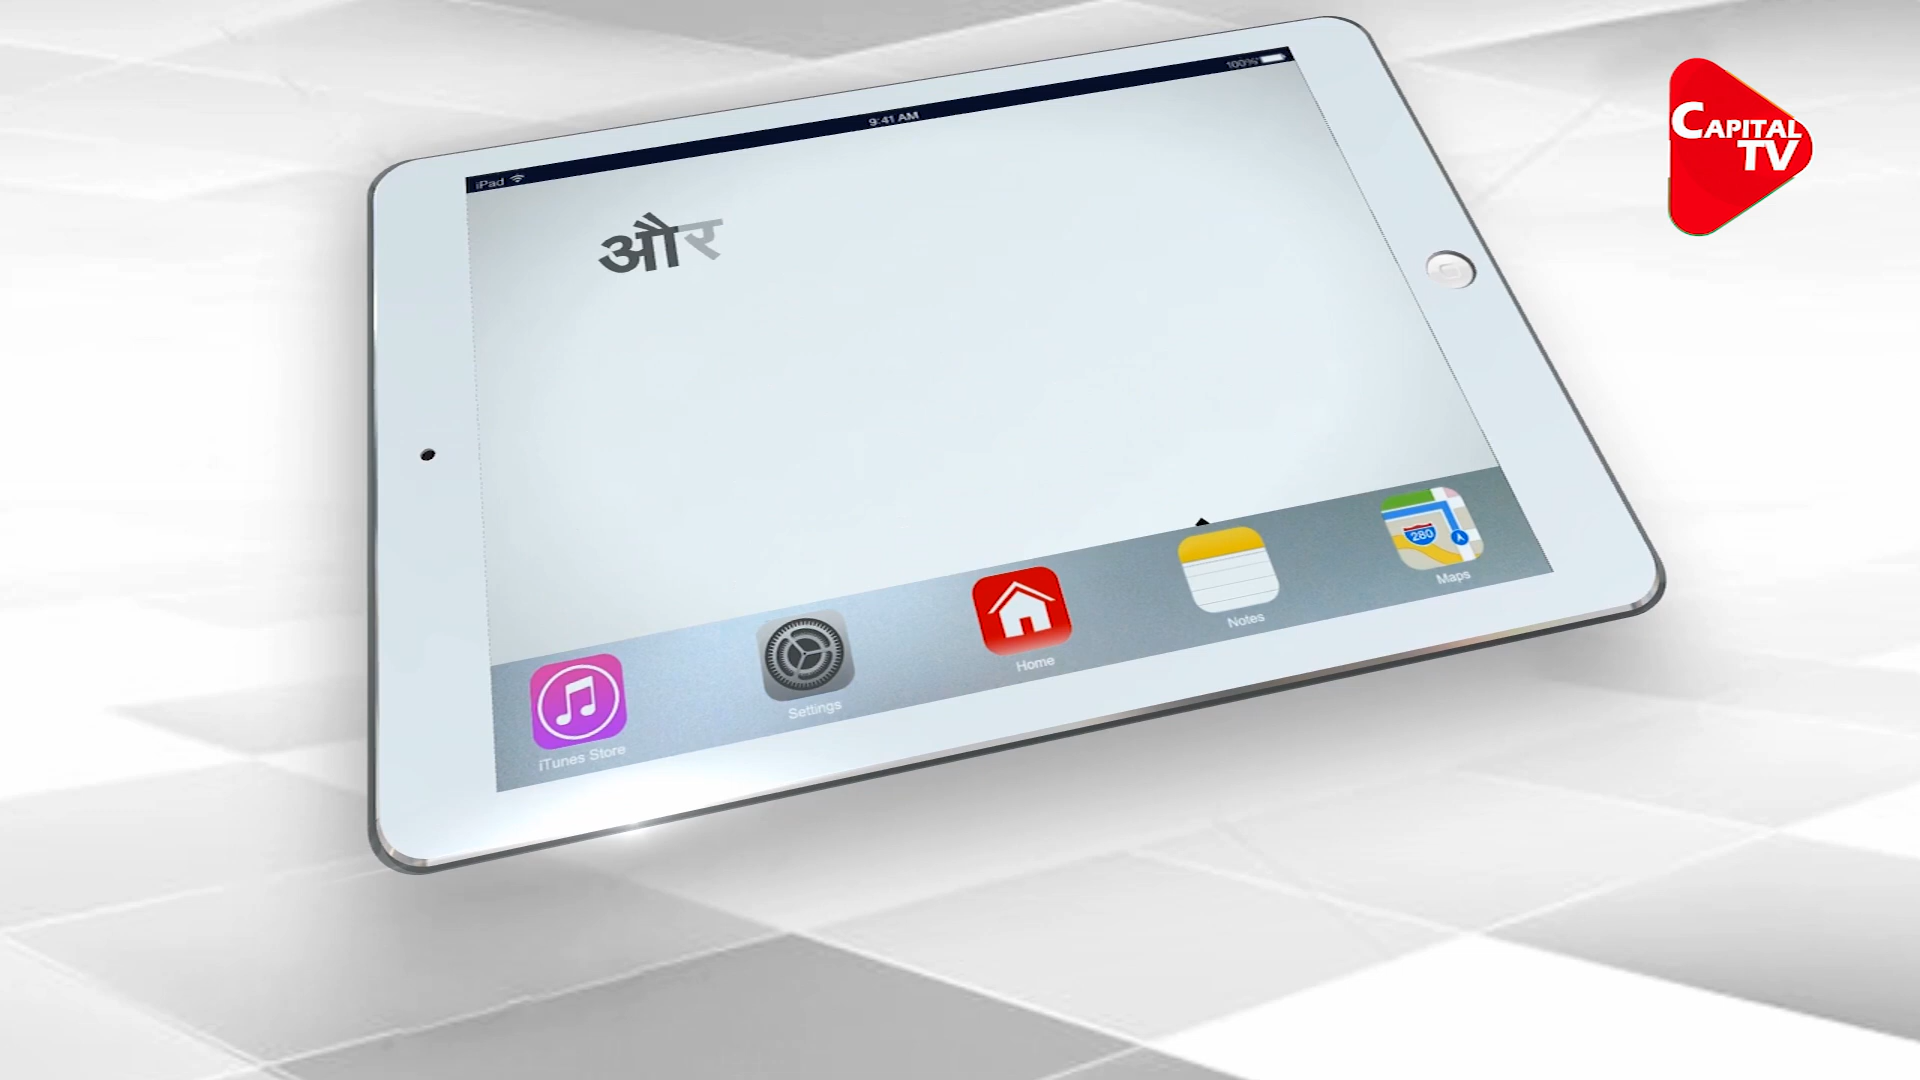 CAPITAL
TV
iPad
9:41 AM
100%
और
280
iTunes Store
Settings
Home
Notes
Maps